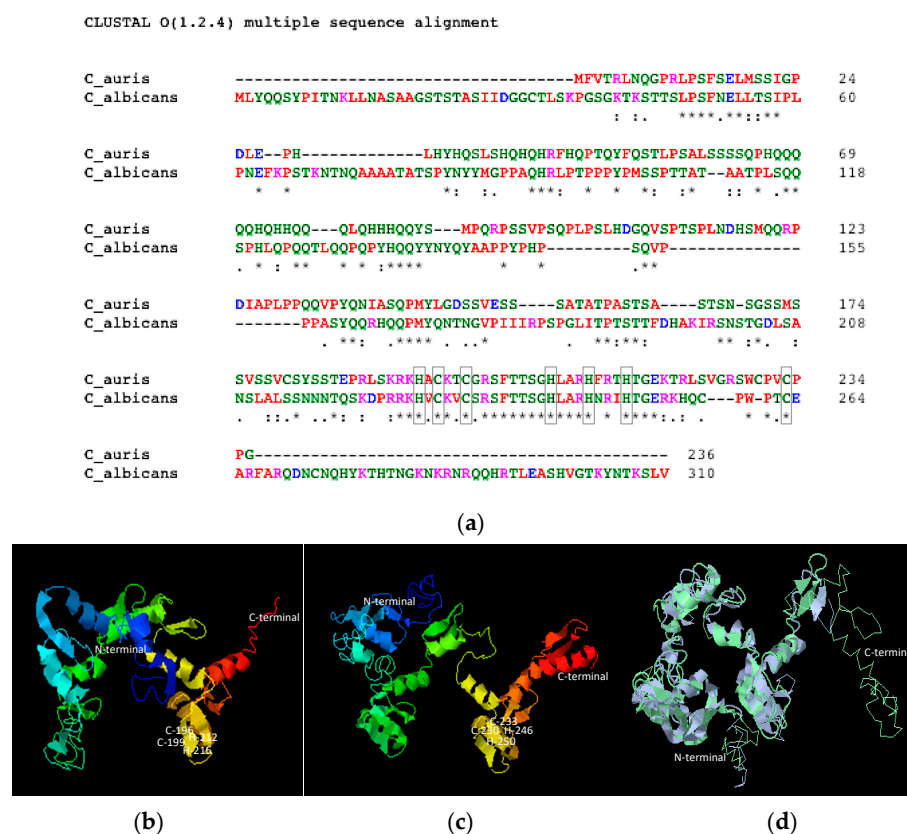 CLUSTAL O(1.2.4) multiple sequence alignment
C_auris ------------------------------------MFVTRLNQGPRLPSFSELMSSIGP 24
C_albicans MLYQQSYPITNKLLNASAAGSTSTASIIDGGCTLSKPGSGKTKSTTSLPSFNELLTSIPL 60
: :. ****.**::**
C_auris DLE--PH-------------LHYHQSLSHQHQHRFHQPTQYFQSTLPSALSSSSQPHQQQ 69
C_albicans PNEFKPSTKNTNQAAAATATSPYNYYMGPPAQHRLPTPPPYPMSSPTTAT--AATPLSQQ 118
* * *: :. ***: * * *: :* :: * .**
C_auris QQHQHHQQ---QLQHHHQQYS---MPQRPSSVPSQPLPSLHDGQVSPTSPLNDHSMQQRP 123
C_albicans SPHLQPQQTLQQPQPYHQQYYNYQYAAPPYPHP---------SQVP-------------- 155
. * : ** * * :**** * * .**
C_auris DIAPLPPQQVPYQNIASQPMYLGDSSVESS----SATATPASTSA----STSN-SGSSMS 174
C_albicans -------PPASYQQRHQQPMYQNTNGVPIIIRPSPGLITPTSTTFDHAKIRSNSTGDLSA 208
. **: .**** . ..* . **:**: ** :*. :
C_auris SVSSVCSYSSTEPRLSKRKHACKTCGRSFTTSGHLARHFRTHTGEKTRLSVGRSWCPVCP 234
C_albicans NSLALSSNNNTQSKDPRRKHVCKVCSRSFTTSGHLARHNRIHTGERKHQC---PW-PTCE 264
. :.* ..*: : :***.**.*.************ * ****:.: . * *.*
C_auris PG-------------------------------------------- 236
C_albicans ARFARQDNCNQHYKTHTNGKNKRNRQQHRTLEASHVGTKYNTKSLV 310
(a)
N-terminal
C-terminal
C-196
C-199
H-212
H-216
N-terminal
C-terminal
C-233
C-230
H-246
H-250
N-terminal
C-termin
(b) (c) (d)